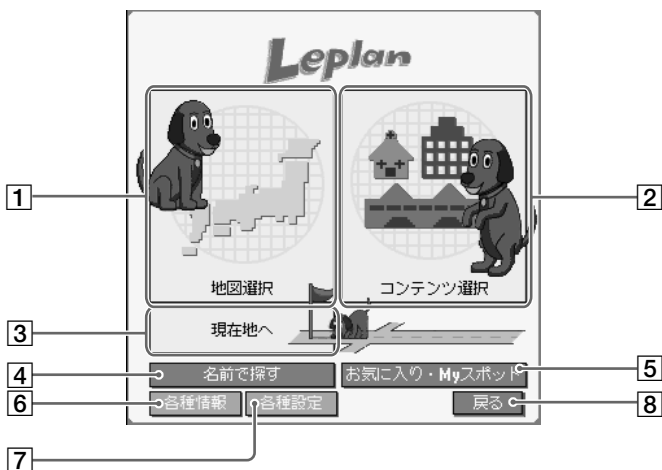 Leplan
1
2
地図選択
コンテンツ選択
3
現在地へ
4
名前で探す
お気に入り・Myスポット
5
6
各種情報
各種設定
戻る
8
7